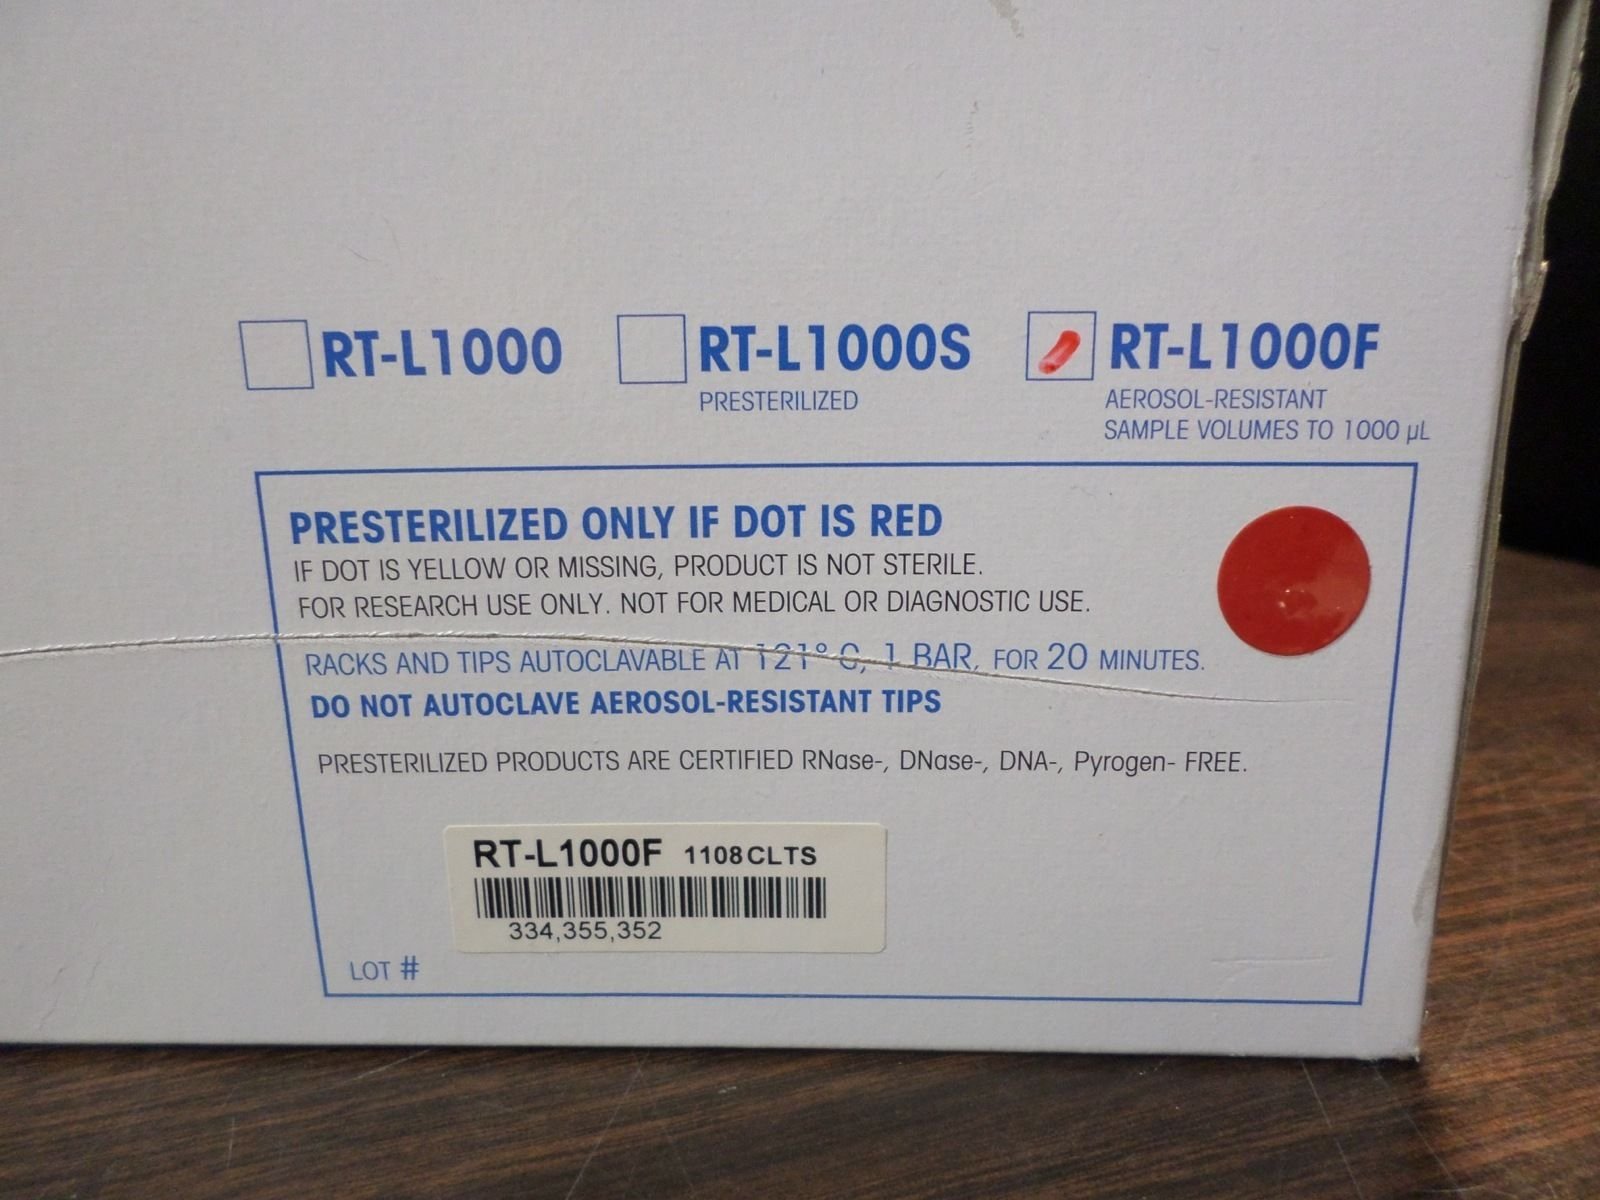 RT-L1000 RT-L1000S RT-L1000F
PRESTERILIZED AEROSOL-RESISTANT
SAMPLE VOLUMES TO 1000 µL
PRESTERILIZED ONLY IF DOT IS RED
IF DOT IS YELLOW OR MISSING, PRODUCT IS NOT STERILE.
FOR RESEARCH USE ONLY. NOT FOR MEDICAL OR DIAGNOSTIC USE.
RACKS AND TIPS AUTOCLAVABLE AT 121° C, 1 BAR, FOR 20 MINUTES.
DO NOT AUTOCLAVE AEROSOL-RESISTANT TIPS
PRESTERILIZED PRODUCTS ARE CERTIFIED RNase-, DNase-, DNA-, Pyrogen- FREE.
RT-L1000F 1108CLTS
334,355,352
LOT #